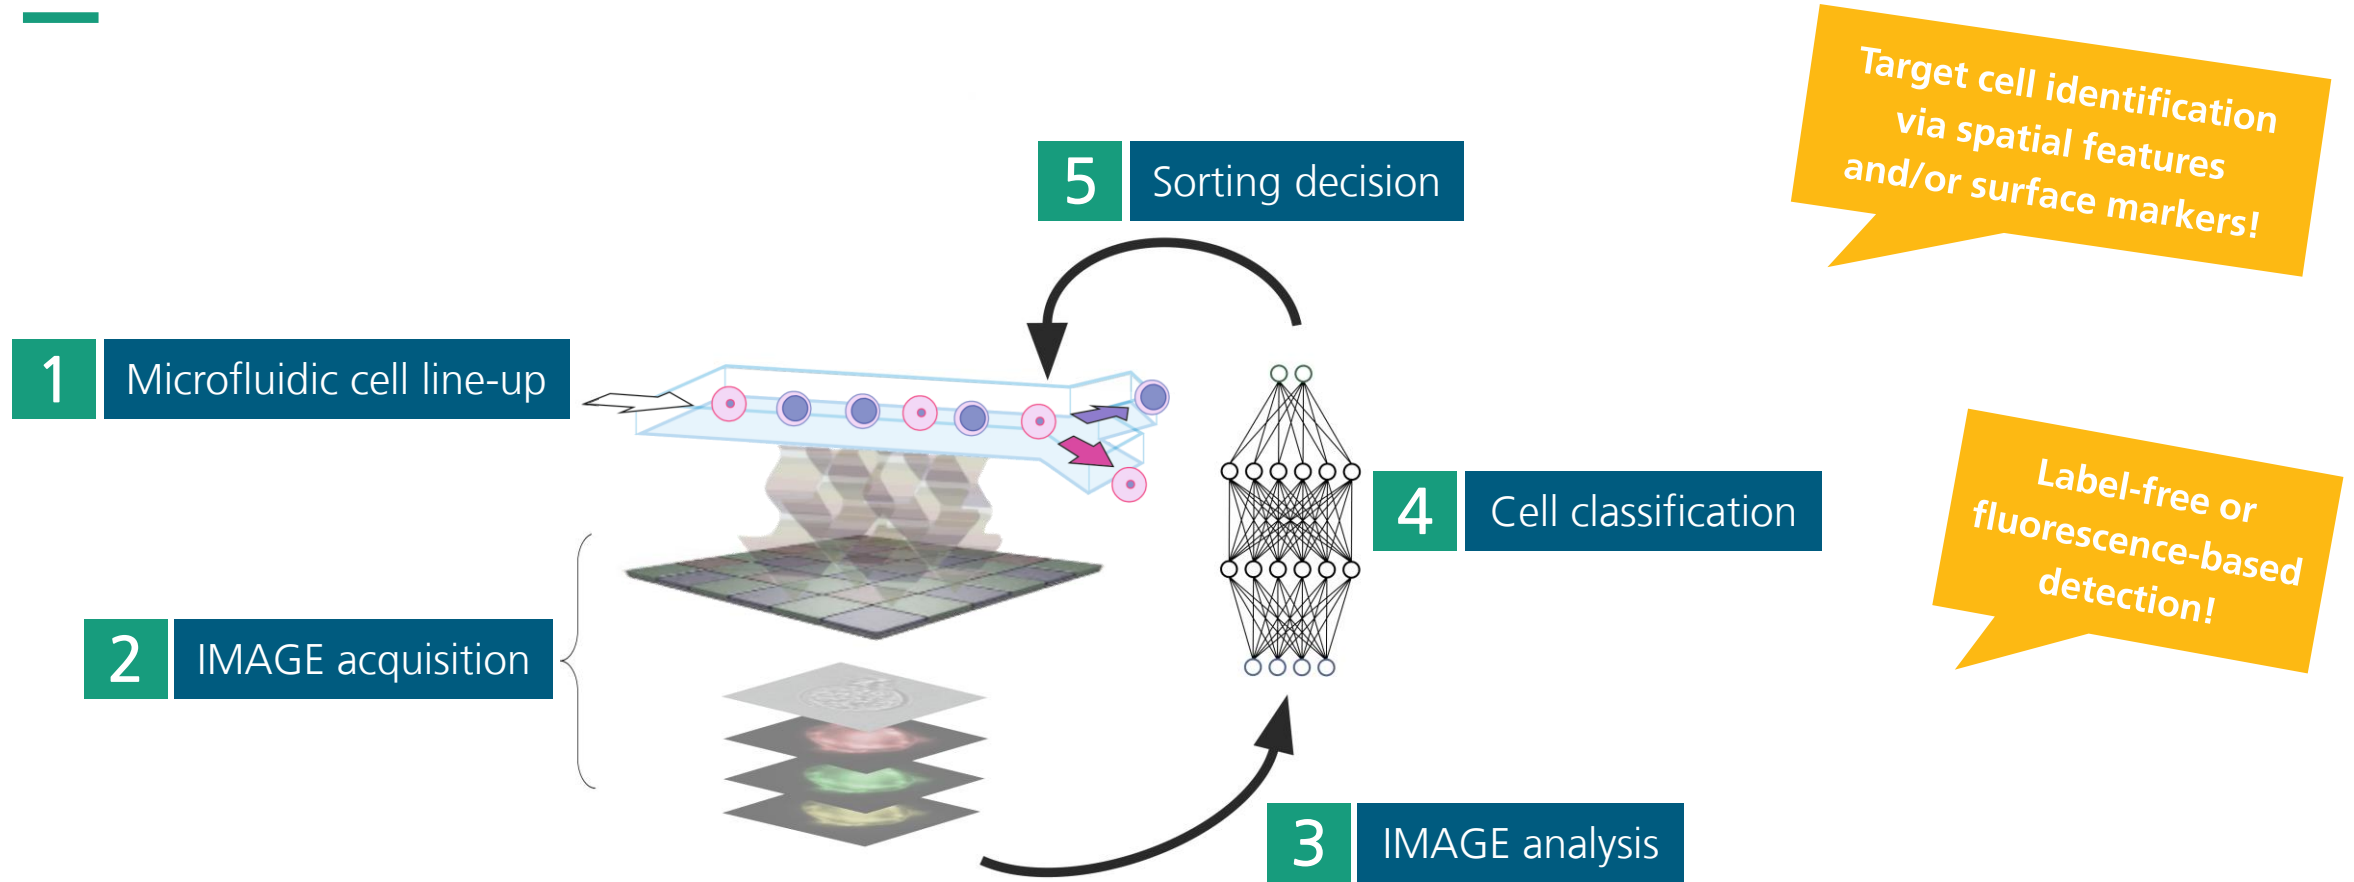 Target cell identification
via spatial features
and/or surface markers!
5 Sorting decision
1 Microfluidic cell line-up
Label-free or
fluorescence-based
detection!
4 Cell classification
2 IMAGE acquisition
3 IMAGE analysis